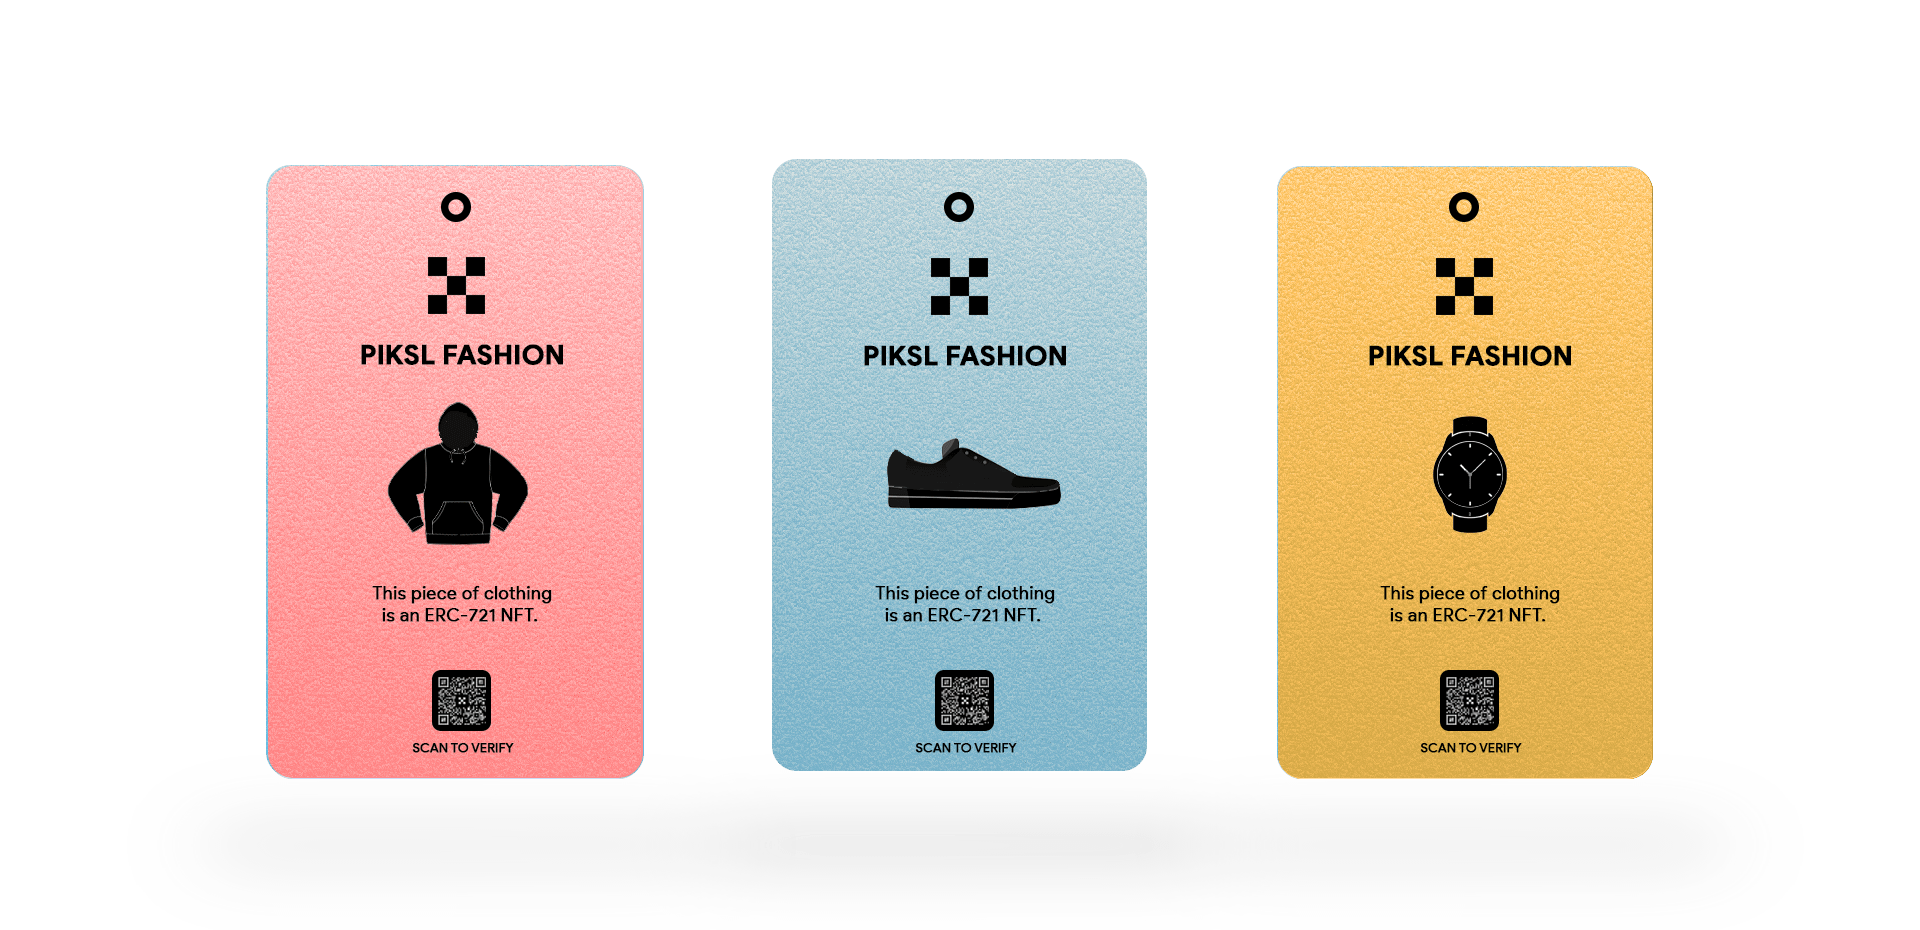 PIKSL FASHION
This piece of clothing
is an ERC-721 NFT.
SCAN TO VERIFY
PIKSL FASHION
This piece of clothing
is an ERC-721 NFT.
SCAN TO VERIFY
PIKSL FASHION
This piece of clothing
is an ERC-721 NFT.
SCAN TO VERIFY